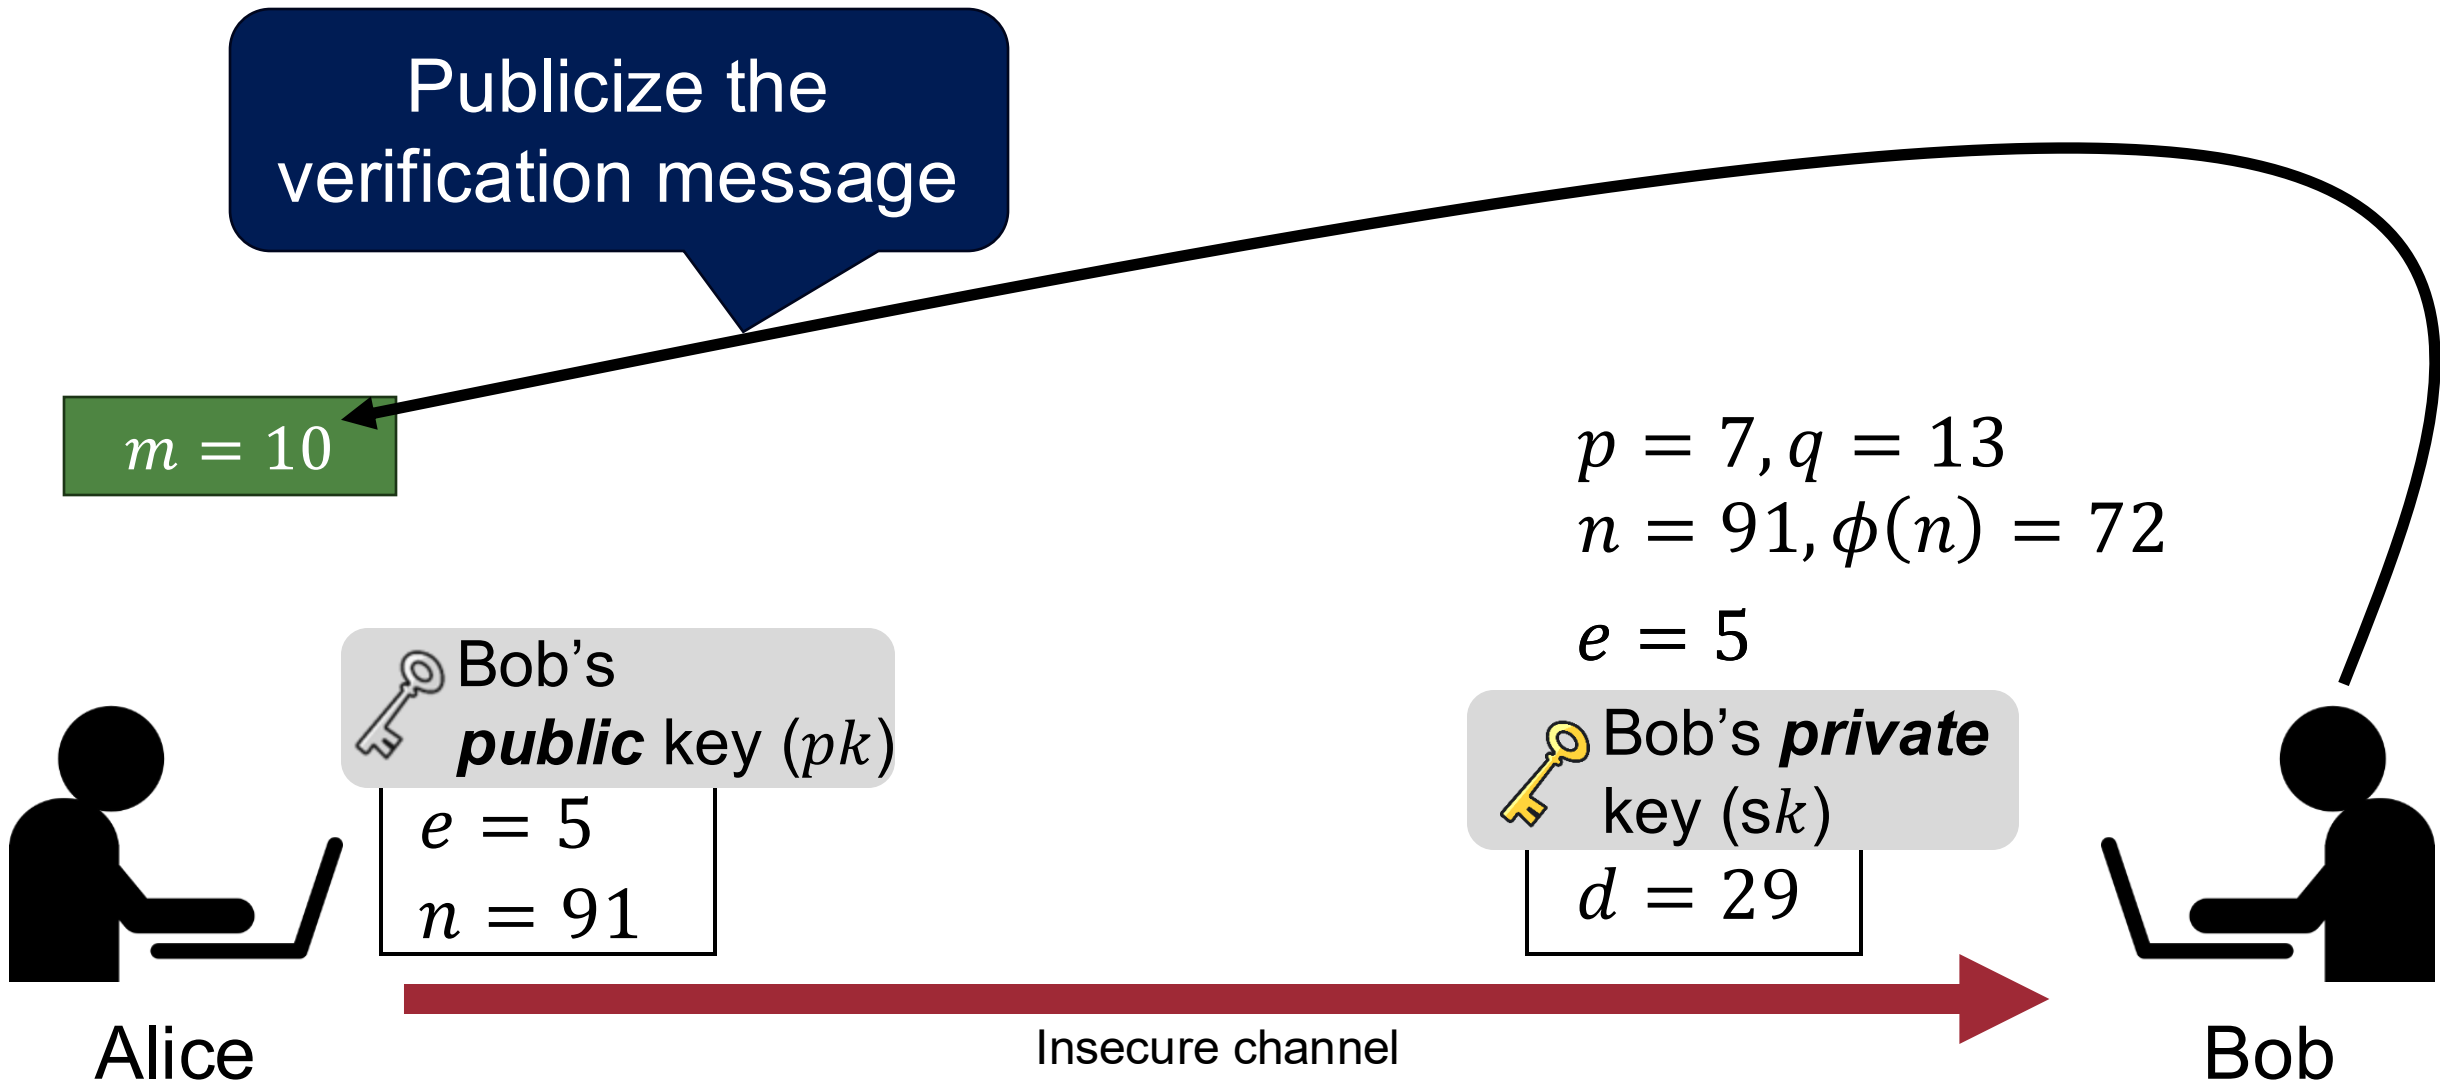 Publicize the
verification message
m = 10
p = 7, q = 13
n = 91, ϕ(n) = 72
e = 5
Bob’s
public key (pk)
e = 5
n = 91
Bob’s private
key (sk)
d = 29
Insecure channel
Alice
Bob